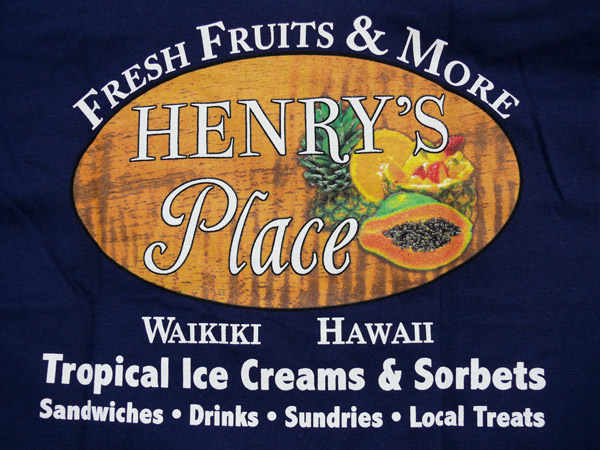 FRESH FRUITS & MORE
HENRY'S
Place
WAIKIKI HAWAII
Tropical Ice Creams & Sorbets
Sandwiches • Drinks • Sundries • Local Treats